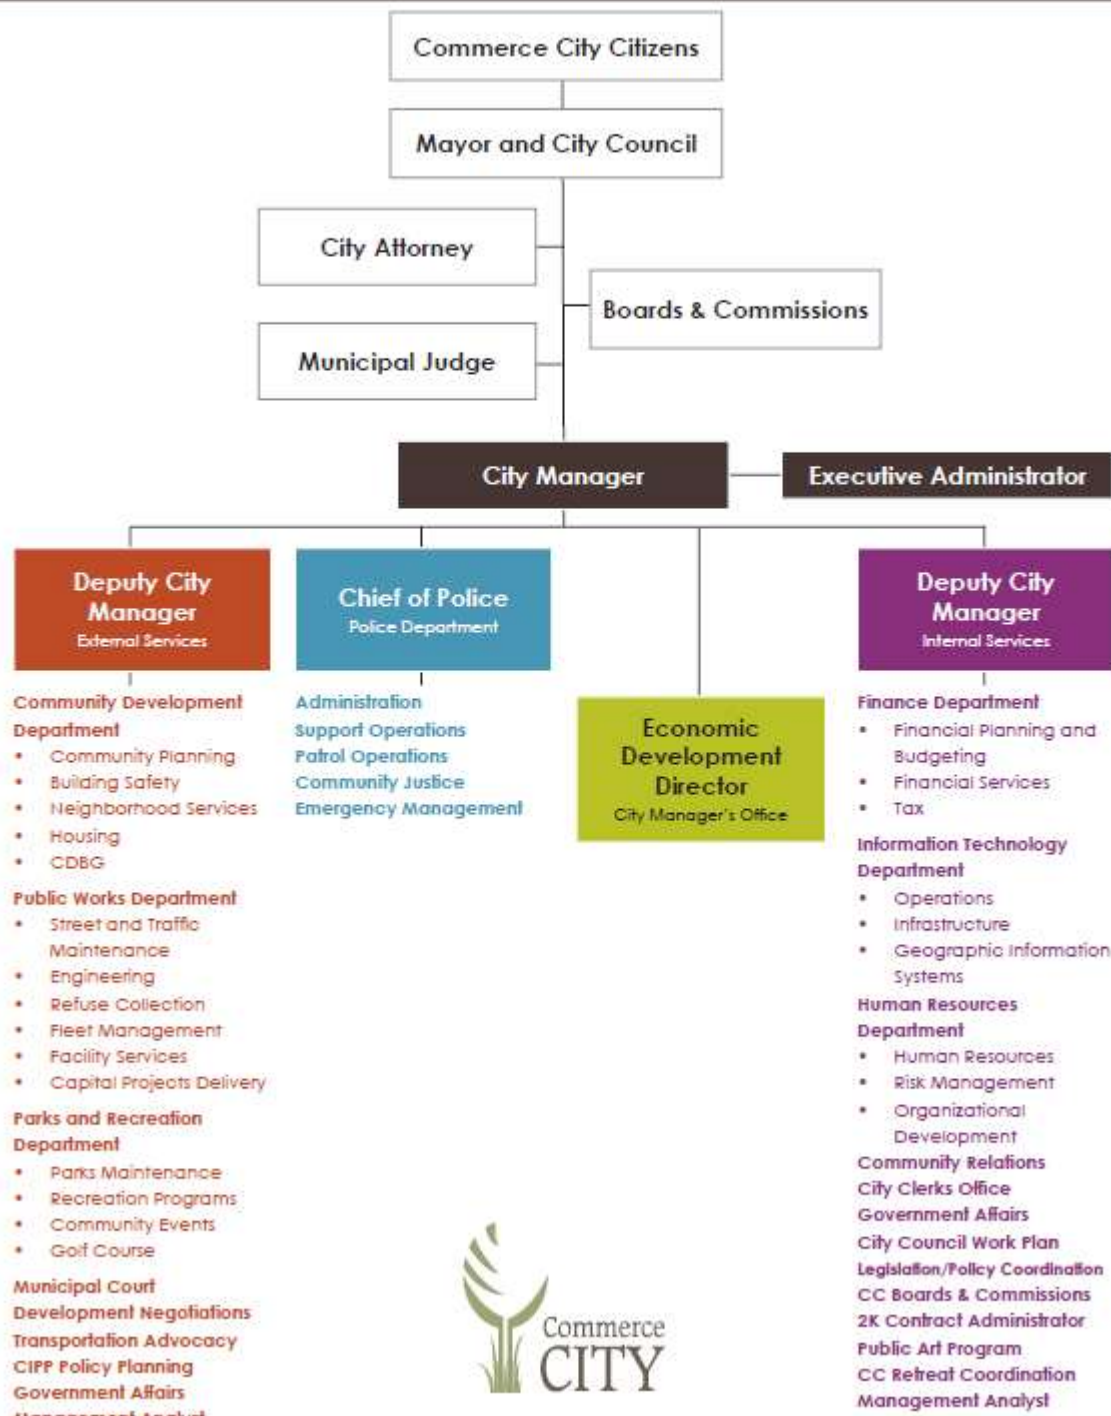 Commerce City Citizens
Mayor and City Council
City Attorney
Boards & Commissions
Municipal Judge
City Manager
Executive Administrator
Deputy City
Manager
External Services
Community Development
Department
• Community Planning
• Building Safety
• Neighborhood Services
• Housing
• CDBG
Public Works Department
• Street and Traffic
Maintenance
• Engineering
• Refuse Collection
• Fleet Management
• Facility Services
• Capital Projects Delivery
Parks and Recreation
Department
• Parks Maintenance
• Recreation Programs
• Community Events
• Golf Course
Municipal Court
Development Negotiations
Transportation Advocacy
CIPP Policy Planning
Government Affairs
Management Analyst
Chief of Police
Police Department
Administration
Support Operations
Patrol Operations
Community Justice
Emergency Management
Economic
Development
Director
City Manager's Office
Deputy City
Manager
Internal Services
Finance Department
• Financial Planning and
Budgeting
• Financial Services
• Tax
Information Technology
Department
• Operations
• Infrastructure
• Geographic Information
Systems
Human Resources
Department
• Human Resources
• Risk Management
• Organizational
Development
Community Relations
City Clerks Office
Government Affairs
City Council Work Plan
Legislation/Policy Coordination
CC Boards & Commissions
2K Contract Administrator
Public Art Program
CC Retreat Coordination
Management Analyst
Commerce
CITY